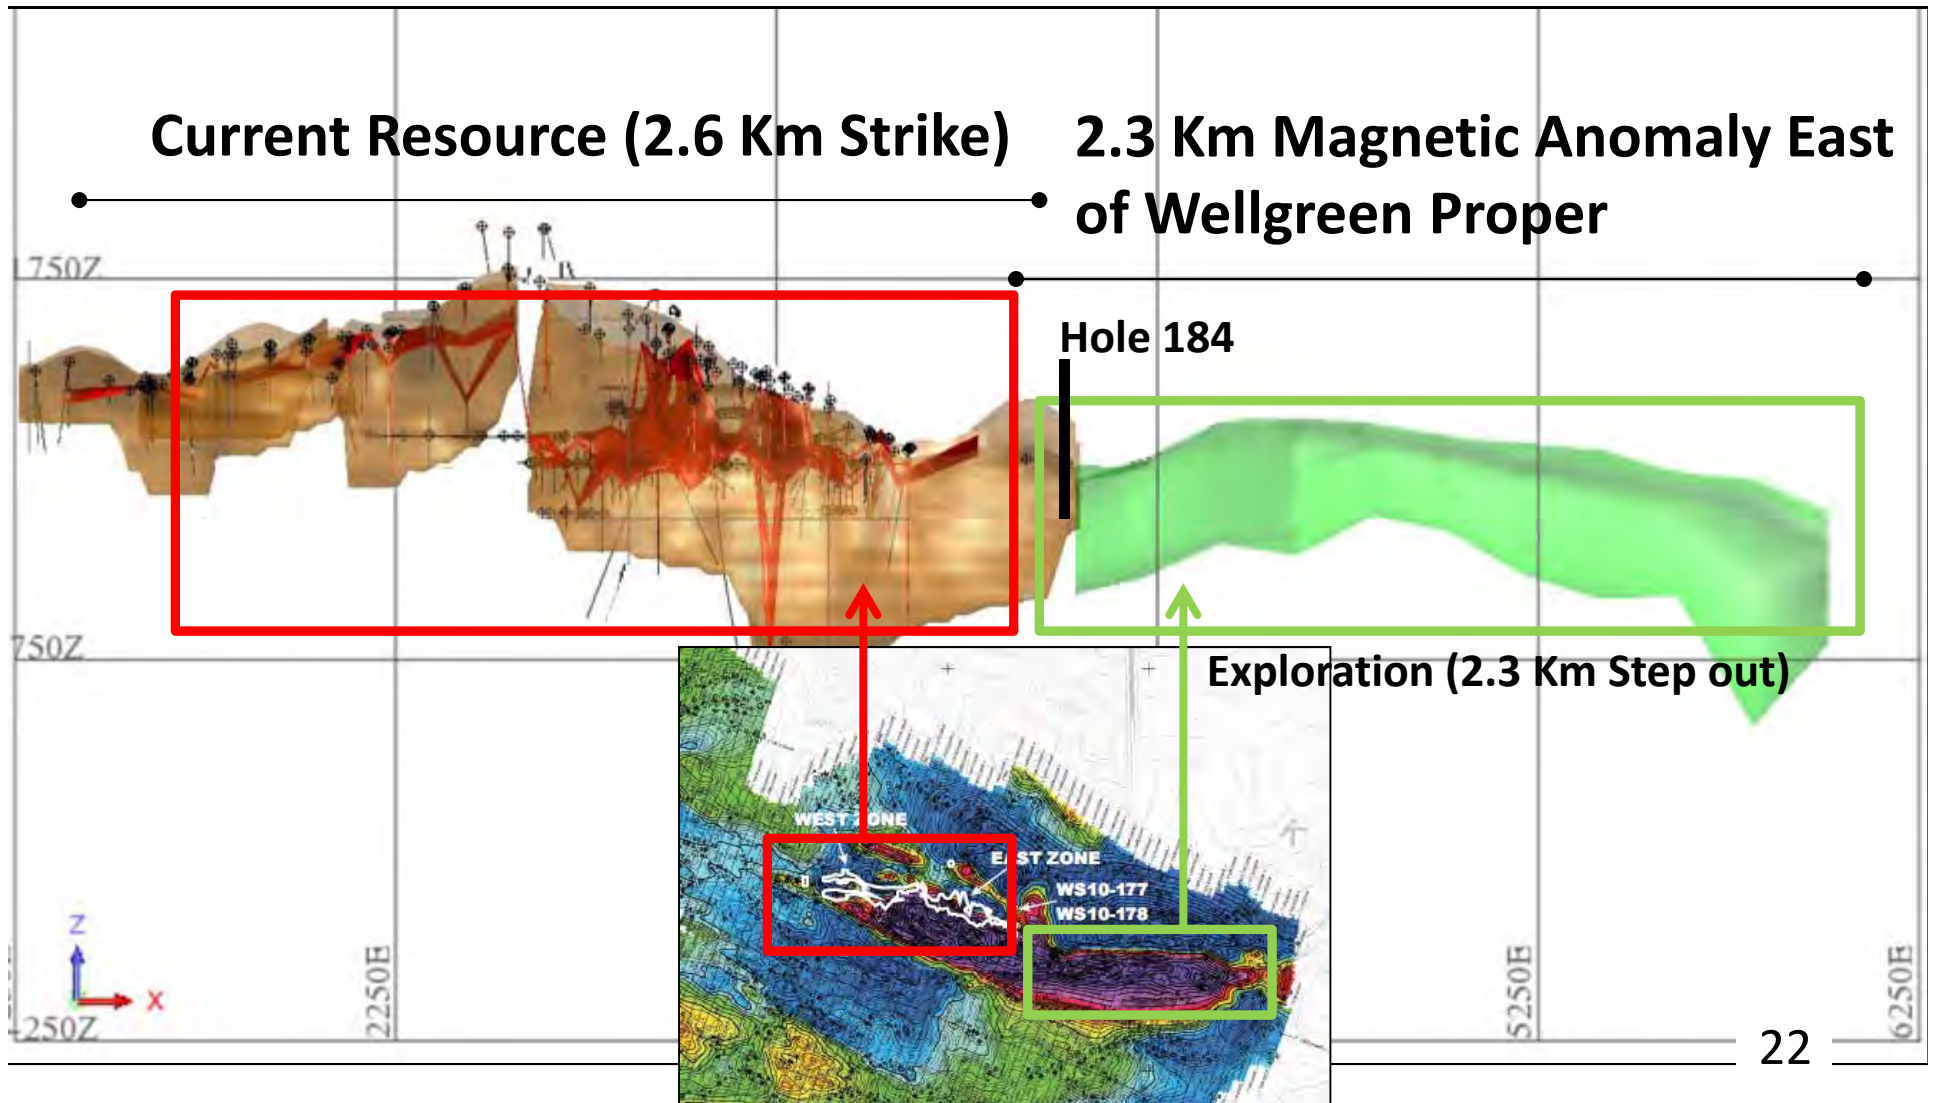 Current Resource (2.6 Km Strike)
2.3 Km Magnetic Anomaly East
of Wellgreen Proper
1750Z
Hole 184
750Z
Exploration (2.3 Km Step out)
WEST ZONE
EAST ZONE
WS10-177
WS10-178
Z
X
-250Z
2250E
5250E
6250E
22